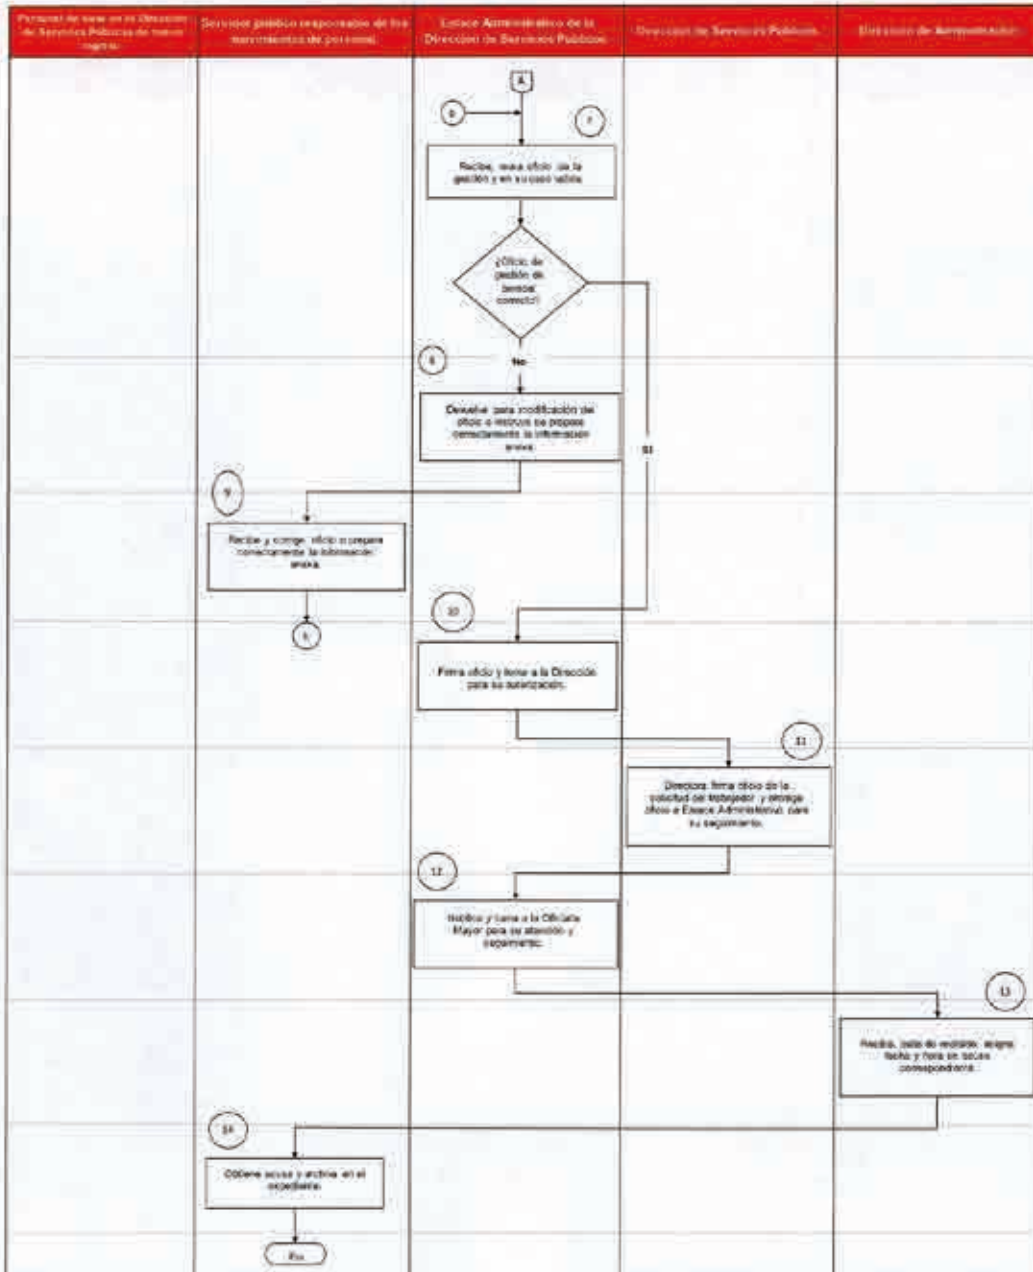 Personal de base en la Dirección
de Servicios Públicos de nuevo
ingreso
Servidor público responsable de los
movimientos de personal
Enlace Administrativo de la
Dirección de Servicios Públicos
Dirección de Servicios Públicos
Dirección de Administración
A
7
Recibe, revisa oficio de la
gestión y en su caso valida.
¿Oficio de
gestión de
correcto?
No
8
Si
Devuelve para modificación del
oficio o instruye se prepare
correctamente la información
anexa.
9
Recibe y corrige oficio o prepara
correctamente la información
anexa.
10
Firma oficio y turna a la Dirección
para su autorización.
11
Directora firma oficio de la
solicitud del trabajador y entrega
oficio a Enlace Administrativo para
su seguimiento.
12
Notifica y turna a la Oficialía
Mayor para su atención y
seguimiento.
13
Recibe, sello de recibido, asigna
fecha y hora en acuse
correspondiente.
14
Obtiene acuse y archiva en el
expediente.
Fin